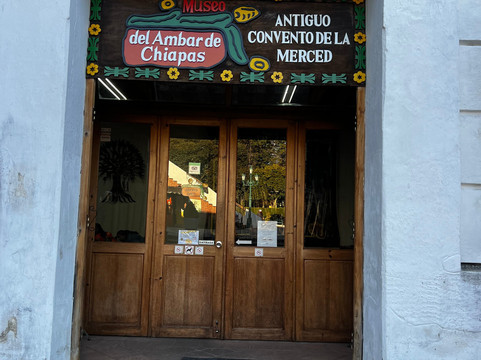 Museo
del Ambar de
Chiapas
ANTIGUO
CONVENTO DE LA
MERCED